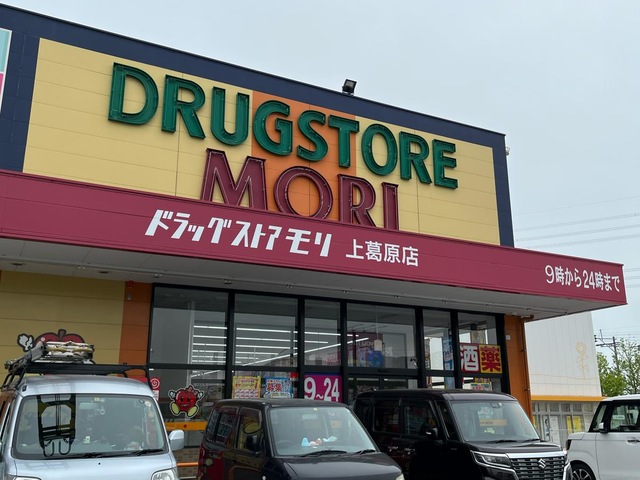 DRUGSTORE
MORI
ドラッグストアモリ 上葛原店
9時から24時まで
9~24
酒 薬